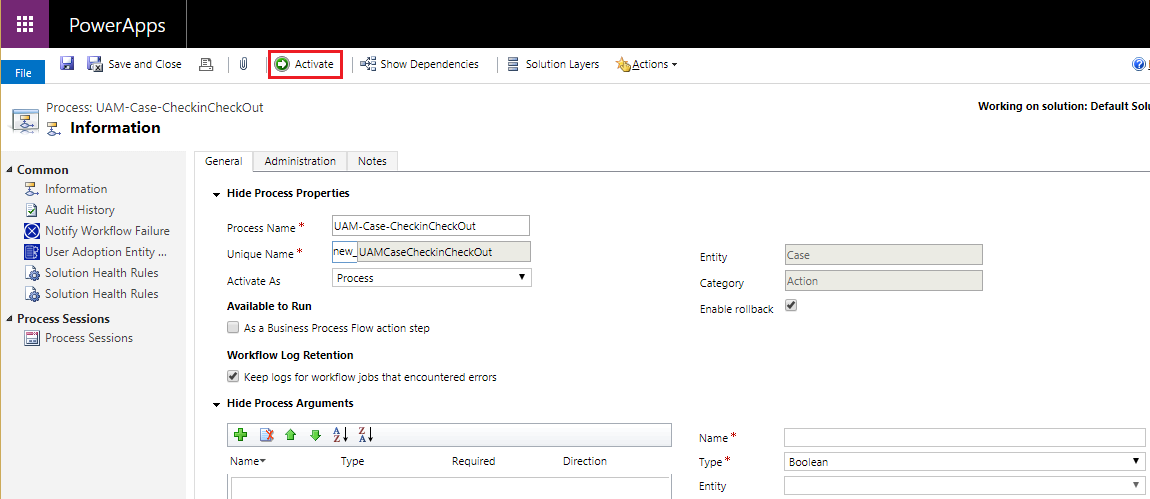 PowerApps
File
Save and Close
Activate
Show Dependencies
Solution Layers
Actions
Process: UAM-Case-CheckinCheckOut
Information
Working on solution: Default Solu
Common
Information
Audit History
Notify Workflow Failure
User Adoption Entity ...
Solution Health Rules
Solution Health Rules
Process Sessions
Process Sessions
General
Administration
Notes
Hide Process Properties
Process Name *
UAM-Case-CheckinCheckOut
Unique Name *
new_UAMCaseCheckinCheckOut
Activate As
Process
Entity
Case
Category
Action
Enable rollback
Available to Run
As a Business Process Flow action step
Workflow Log Retention
Keep logs for workflow jobs that encountered errors
Hide Process Arguments
Name
Type
Required
Direction
Name *
Type *
Boolean
Entity